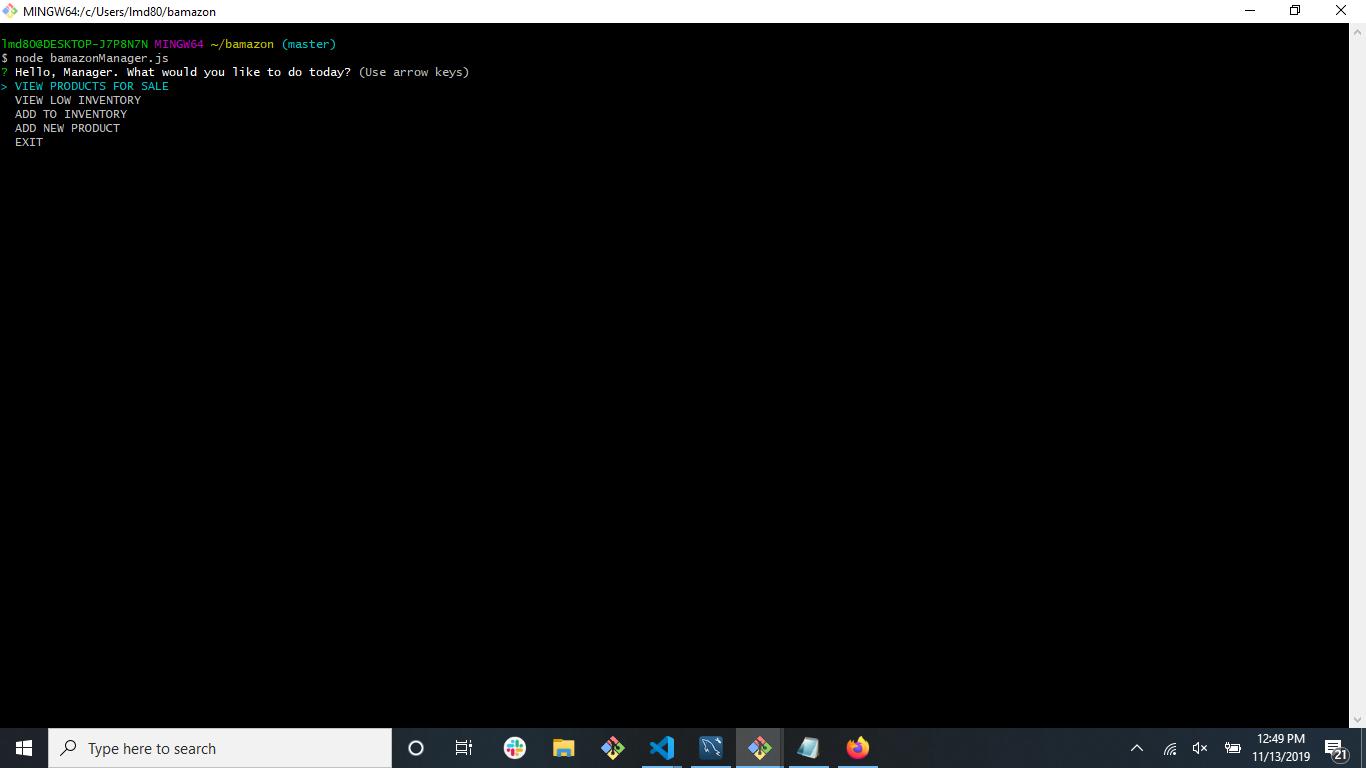 MINGW64:/c/Users/lmd80/bamazon
lmd80@DESKTOP-J7P8N7N MINGW64 ~/bamazon (master)
$ node bamazonManager.js
? Hello, Manager. What would you like to do today? (Use arrow keys)
> VIEW PRODUCTS FOR SALE
VIEW LOW INVENTORY
ADD TO INVENTORY
ADD NEW PRODUCT
EXIT
Type here to search
12:49 PM
11/13/2019
21